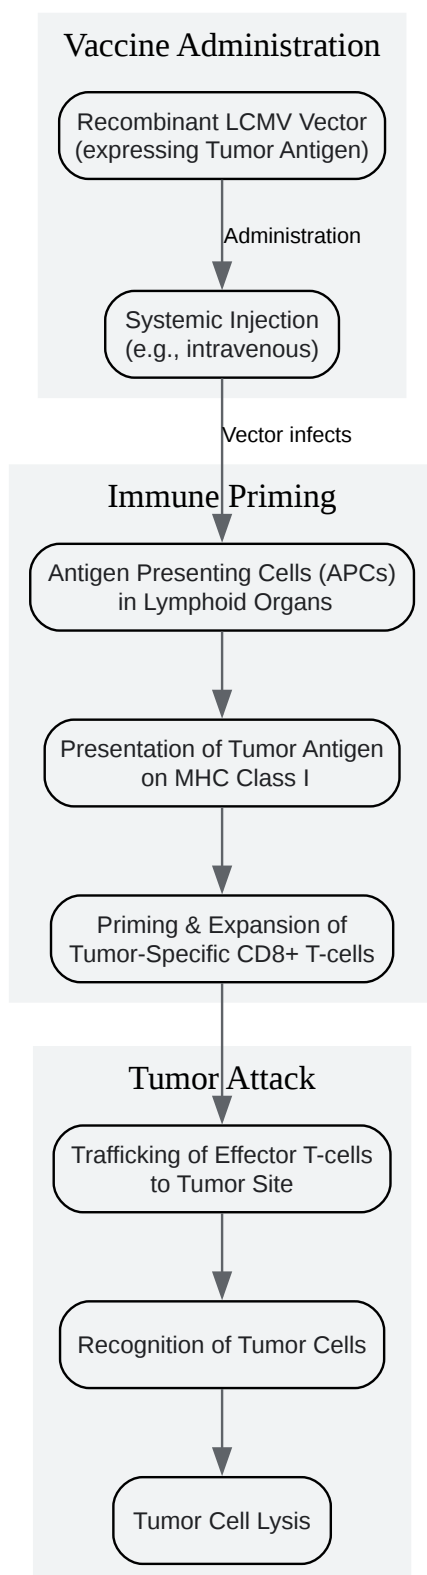 Vaccine Administration
Recombinant LCMV Vector
(expressing Tumor Antigen)
Administration
Systemic Injection
(e.g., intravenous)
Vector infects
Immune Priming
Antigen Presenting Cells (APCs)
in Lymphoid Organs
Presentation of Tumor Antigen
on MHC Class I
Priming & Expansion of
Tumor-Specific CD8+ T-cells
Tumor Attack
Trafficking of Effector T-cells
to Tumor Site
Recognition of Tumor Cells
Tumor Cell Lysis